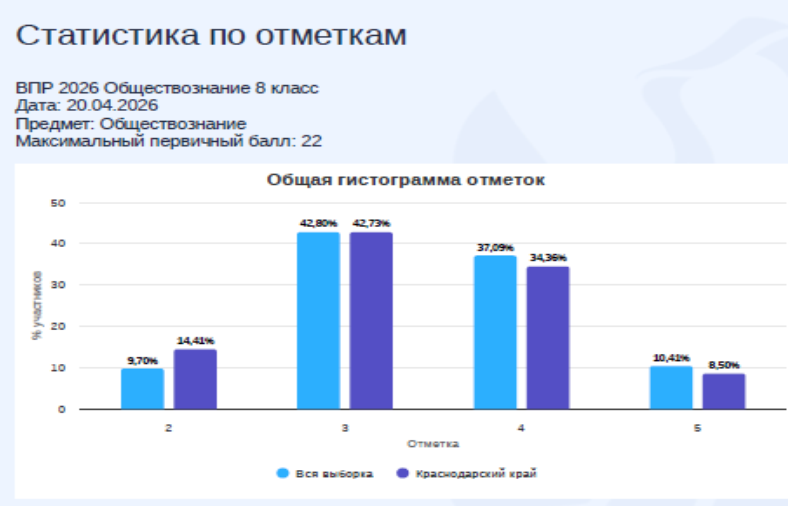 Статистика по отметкам
ВПР 2026 Обществознание 8 класс
Дата: 20.04.2026
Предмет: Обществознание
Максимальный первичный балл: 22
Общая гистограмма отметок
50
40
30
20
10
0
% участников
9,70%
14,41%
42,80%
42,73%
37,09%
34,36%
10,41%
8,50%
2
3
4
5
Отметка
Вся выборка
Краснодарский край